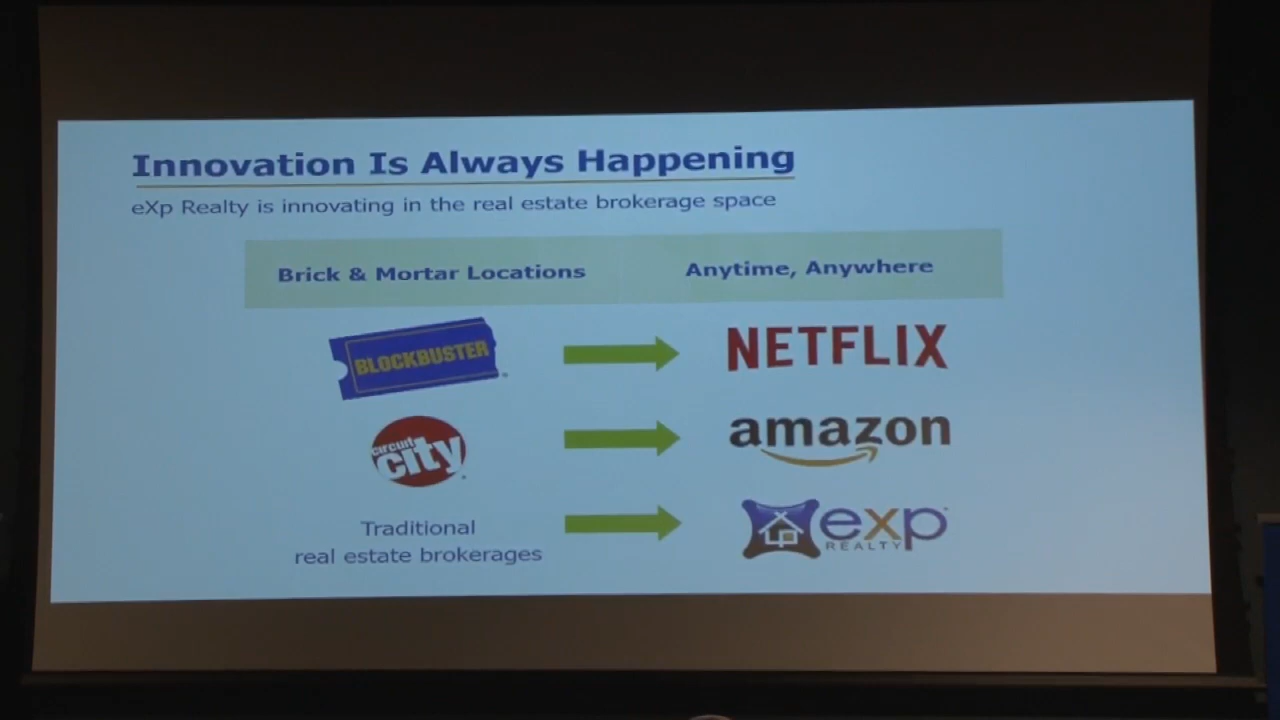 Innovation Is Always Happening
eXp Realty is innovating in the real estate brokerage space
Brick & Mortar Locations
Anytime, Anywhere
BLOCKBUSTER
NETFLIX
circuit
city
amazon
Traditional
real estate brokerages
exp
REALTY